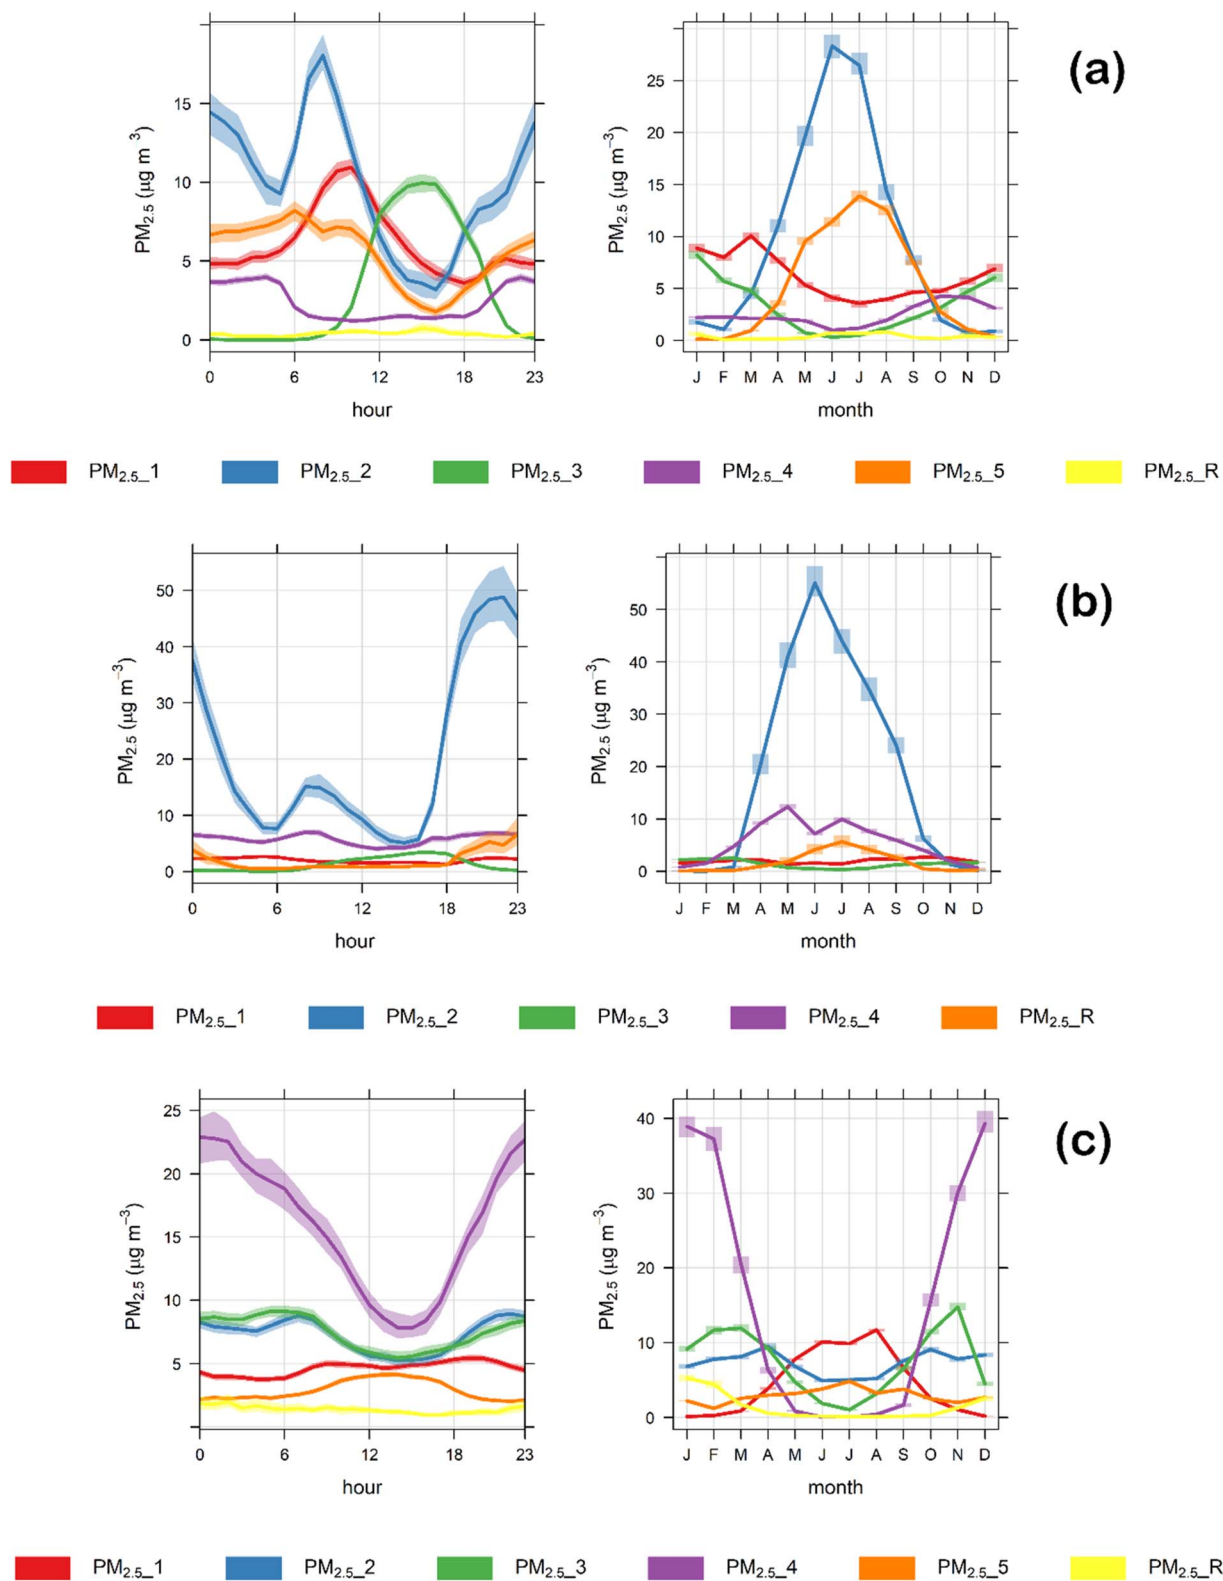 (a)
PM2.5 (μg m−3)
15
10
5
0
0 6 12 18 23
hour
PM2.5 (μg m−3)
25
20
15
10
5
0
J F M A M J J A S O N D
month
PM2.5_1 PM2.5_2 PM2.5_3 PM2.5_4 PM2.5_5 PM2.5_R
(b)
PM2.5 (μg m−3)
50
40
30
20
10
0
0 6 12 18 23
hour
PM2.5 (μg m−3)
50
40
30
20
10
0
J F M A M J J A S O N D
month
PM2.5_1 PM2.5_2 PM2.5_3 PM2.5_4 PM2.5_R
(c)
PM2.5 (μg m−3)
25
20
15
10
5
0 6 12 18 23
hour
PM2.5 (μg m−3)
40
30
20
10
0
J F M A M J J A S O N D
month
PM2.5_1 PM2.5_2 PM2.5_3 PM2.5_4 PM2.5_5 PM2.5_R